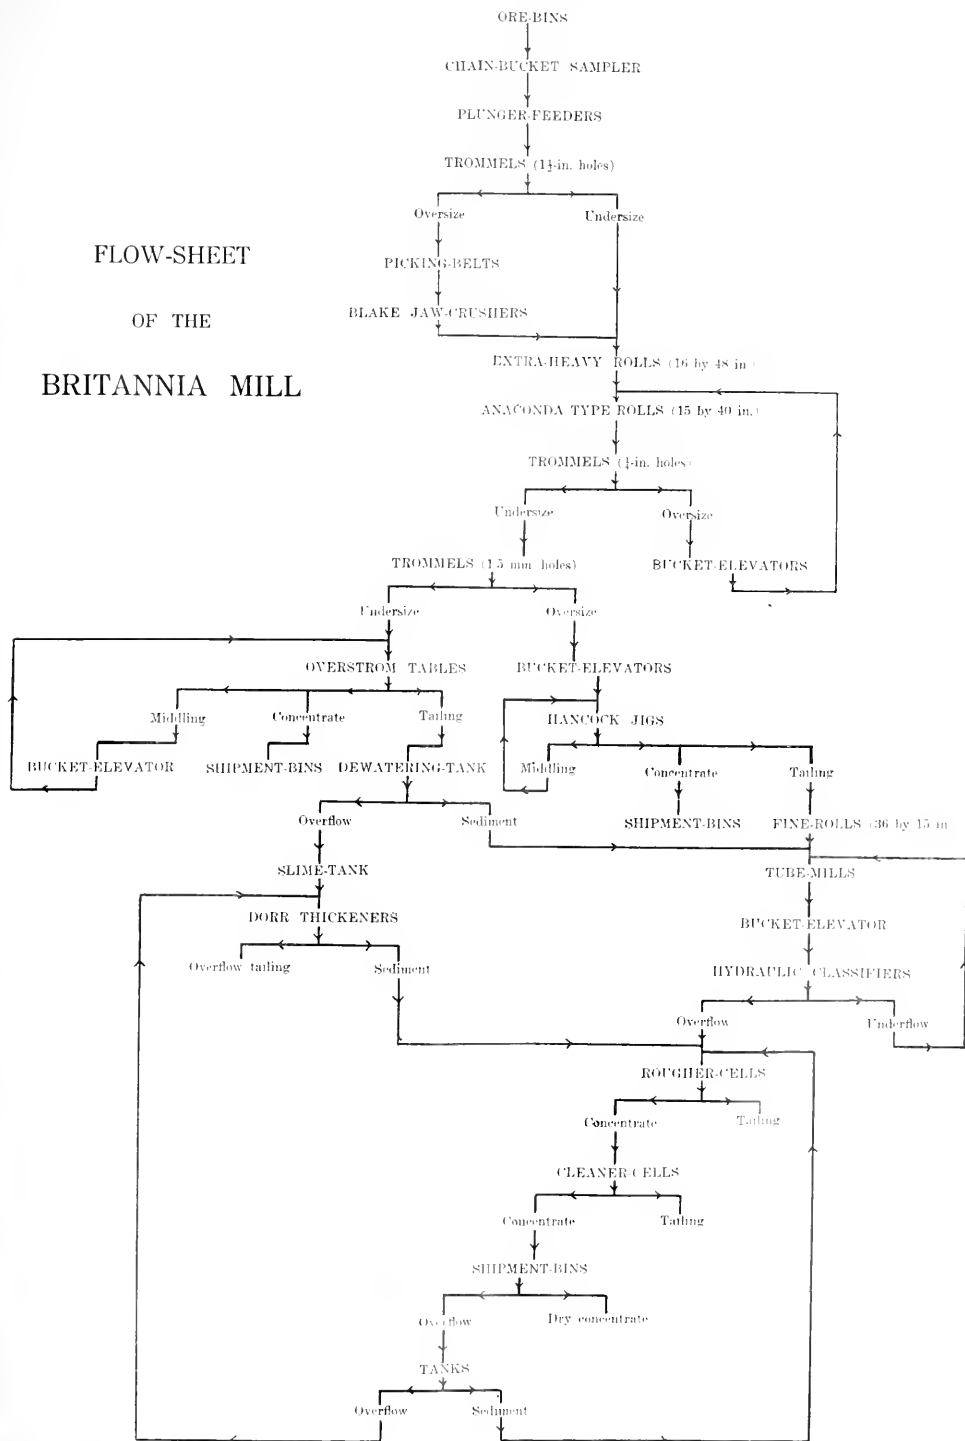 ORE-BINS
CHAIN-BUCKET SAMPLER
PLUNGER-FEEDERS
TROMMELS (1½-in. holes)
Oversize
Undersize
FLOW-SHEET
OF THE
BRITANNIA MILL
PICKING-BELTS
BLAKE JAW-CRUSHERS
EXTRA-HEAVY ROLLS (16 by 48 in.)
ANACONDA TYPE ROLLS (15 by 40 in.)
TROMMELS ( -in. holes)
Undersize
Oversize
TROMMELS (1.5 mm holes)
BUCKET-ELEVATORS
Undersize
Oversize
OVERSTROM TABLES
BUCKET-ELEVATORS
Middling
Concentrate
Tailing
HANCOCK JIGS
BUCKET-ELEVATOR
SHIPMENT-BINS
DEWATERING-TANK
Middling
Concentrate
Tailing
Overflow
Sediment
SHIPMENT-BINS
FINE-ROLLS (36 by 15 in
SLIME-TANK
TUBE-MILLS
DORR THICKENERS
BUCKET-ELEVATOR
Overflow tailing
Sediment
HYDRAULIC CLASSIFIERS
Overflow
Underflow
ROUGHER-CELLS
Concentrate
Tailing
CLEANER-CELLS
Concentrate
Tailing
SHIPMENT-BINS
Overflow
Dry concentrate
TANKS
Overflow
Sediment